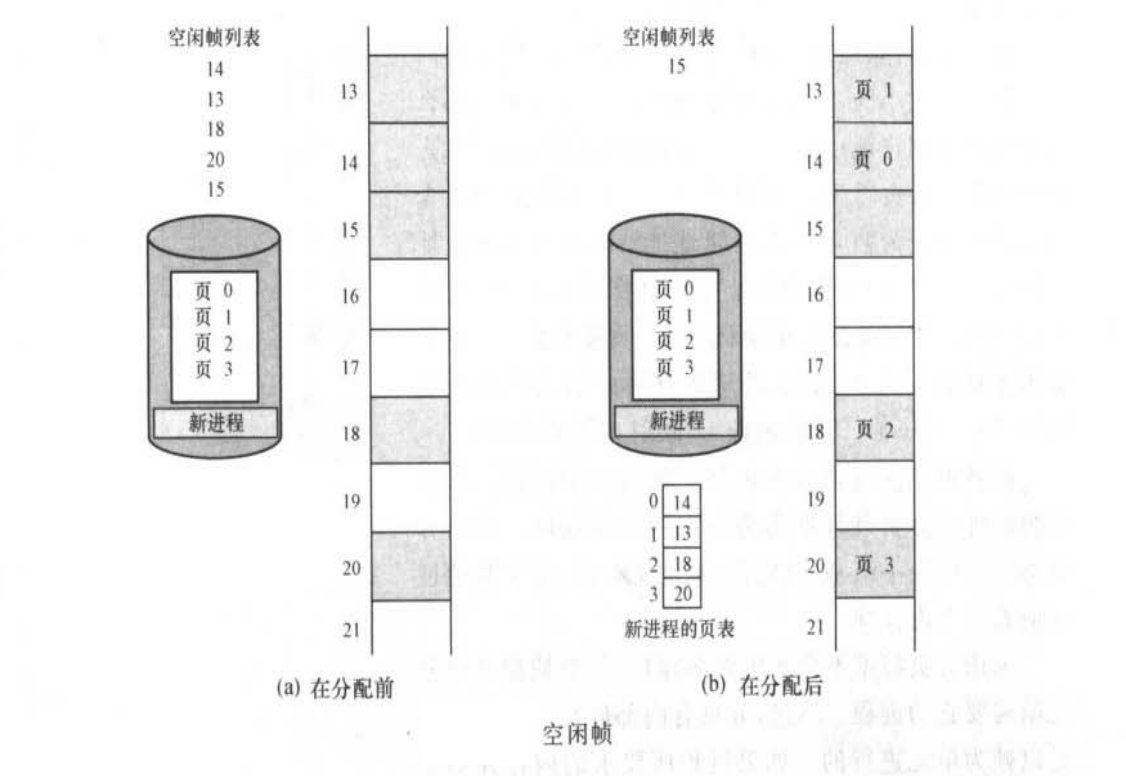 空闲帧列表
14
13
18
20
15
13
14
15
16
17
18
19
20
21
页 0
页 1
页 2
页 3
新进程
(a) 在分配前
空闲帧列表
15
13 页 1
14 页 0
15
16
17
18 页 2
19
20 页 3
21
页 0
页 1
页 2
页 3
新进程
0 14
1 13
2 18
3 20
新进程的页表
(b) 在分配后
空闲帧